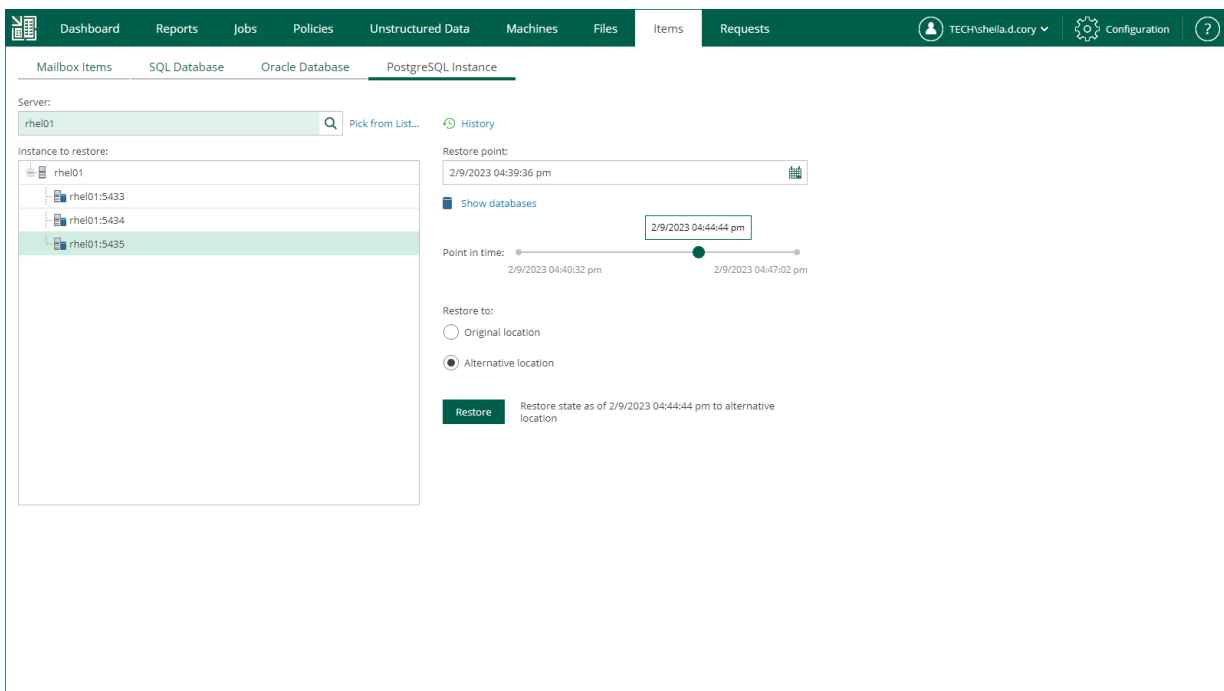 Dashboard Reports Jobs Policies Unstructured Data Machines Files Items Requests TECH\sheila.d.cory Configuration ?
Mailbox Items SQL Database Oracle Database PostgreSQL Instance
Server:
rhel01 Pick from List... History
Instance to restore: Restore point:
rhel01 2/9/2023 04:39:36 pm
rhel01:5433 Show databases
rhel01:5434 2/9/2023 04:44:44 pm
rhel01:5435 Point in time:
2/9/2023 04:40:32 pm 2/9/2023 04:47:02 pm
Restore to:
Original location
Alternative location
Restore Restore state as of 2/9/2023 04:44:44 pm to alternative
location